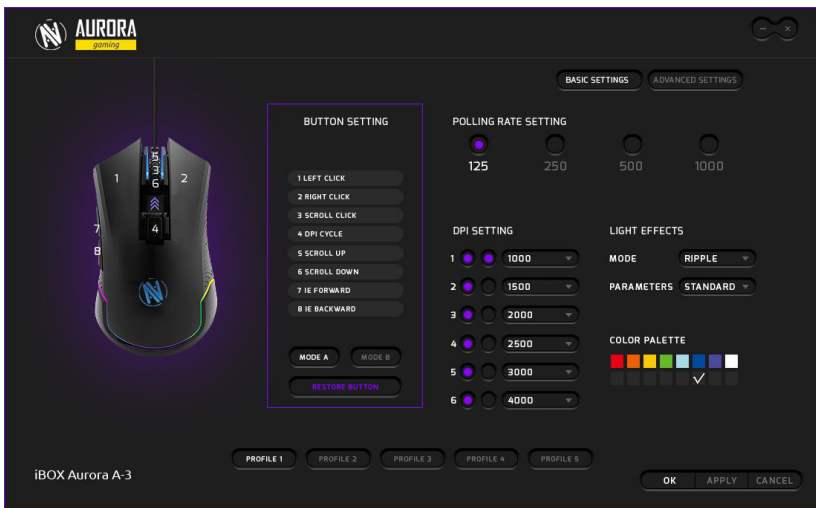 AURORA
gaming
BASIC SETTINGS
ADVANCED SETTINGS
BUTTON SETTING
1 LEFT CLICK
2 RIGHT CLICK
3 SCROLL CLICK
4 DPI CYCLE
5 SCROLL UP
6 SCROLL DOWN
7 IE FORWARD
8 IE BACKWARD
MODE A
MODE B
RESTORE BUTTON
1
2
5
3
6
4
7
8
POLLING RATE SETTING
125
250
500
1000
DPI SETTING
1 1000
2 1500
3 2000
4 2500
5 3000
6 4000
LIGHT EFFECTS
MODE RIPPLE
PARAMETERS STANDARD
COLOR PALETTE
PROFILE 1
PROFILE 2
PROFILE 3
PROFILE 4
PROFILE 5
iBOX Aurora A-3
OK
APPLY
CANCEL